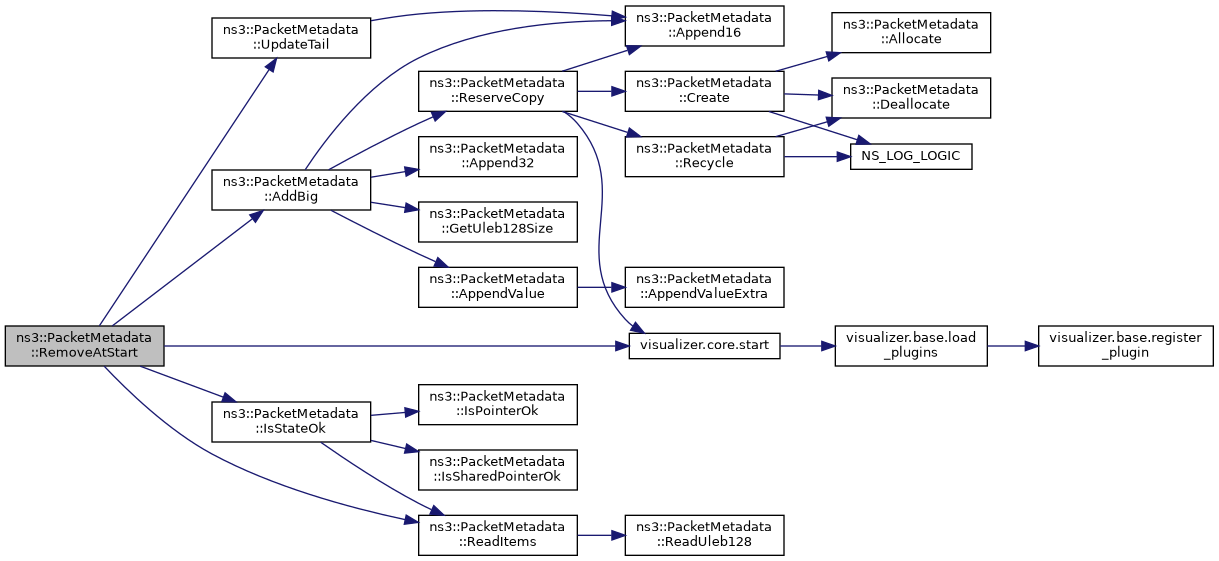 ns3::PacketMetadata
::RemoveAtStart
ns3::PacketMetadata
::UpdateTail
ns3::PacketMetadata
::AddBig
ns3::PacketMetadata
::IsStateOk
ns3::PacketMetadata
::ReserveCopy
ns3::PacketMetadata
::Append32
ns3::PacketMetadata
::GetUleb128Size
ns3::PacketMetadata
::AppendValue
ns3::PacketMetadata
::IsPointerOk
ns3::PacketMetadata
::IsSharedPointerOk
ns3::PacketMetadata
::ReadItems
ns3::PacketMetadata
::Append16
ns3::PacketMetadata
::Create
ns3::PacketMetadata
::Recycle
ns3::PacketMetadata
::AppendValueExtra
visualizer.core.start
ns3::PacketMetadata
::ReadUleb128
ns3::PacketMetadata
::Allocate
ns3::PacketMetadata
::Deallocate
NS_LOG_LOGIC
visualizer.base.load
_plugins
visualizer.base.register
_plugin